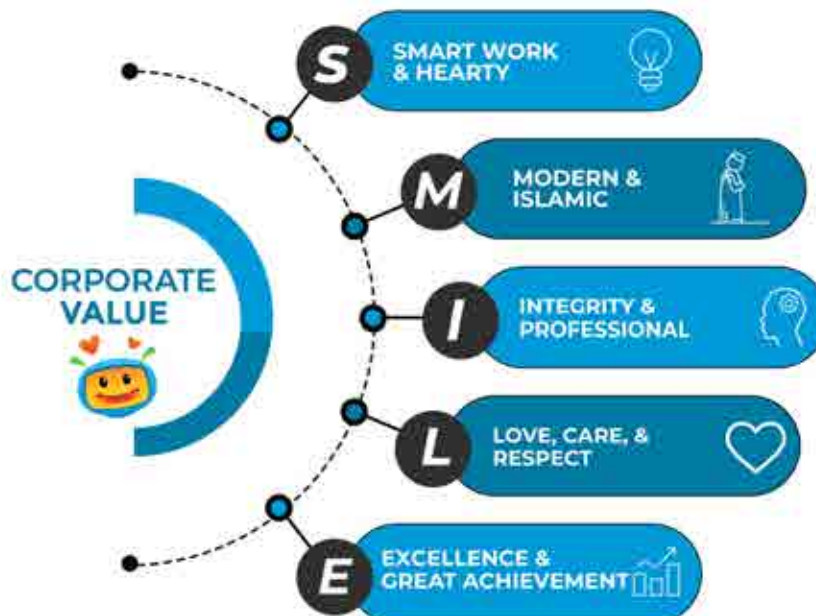 CORPORATE
VALUE
S
SMART WORK
& HEARTY
M
MODERN &
ISLAMIC
I
INTEGRITY &
PROFESSIONAL
L
LOVE, CARE, &
RESPECT
E
EXCELLENCE &
GREAT ACHIEVEMENT